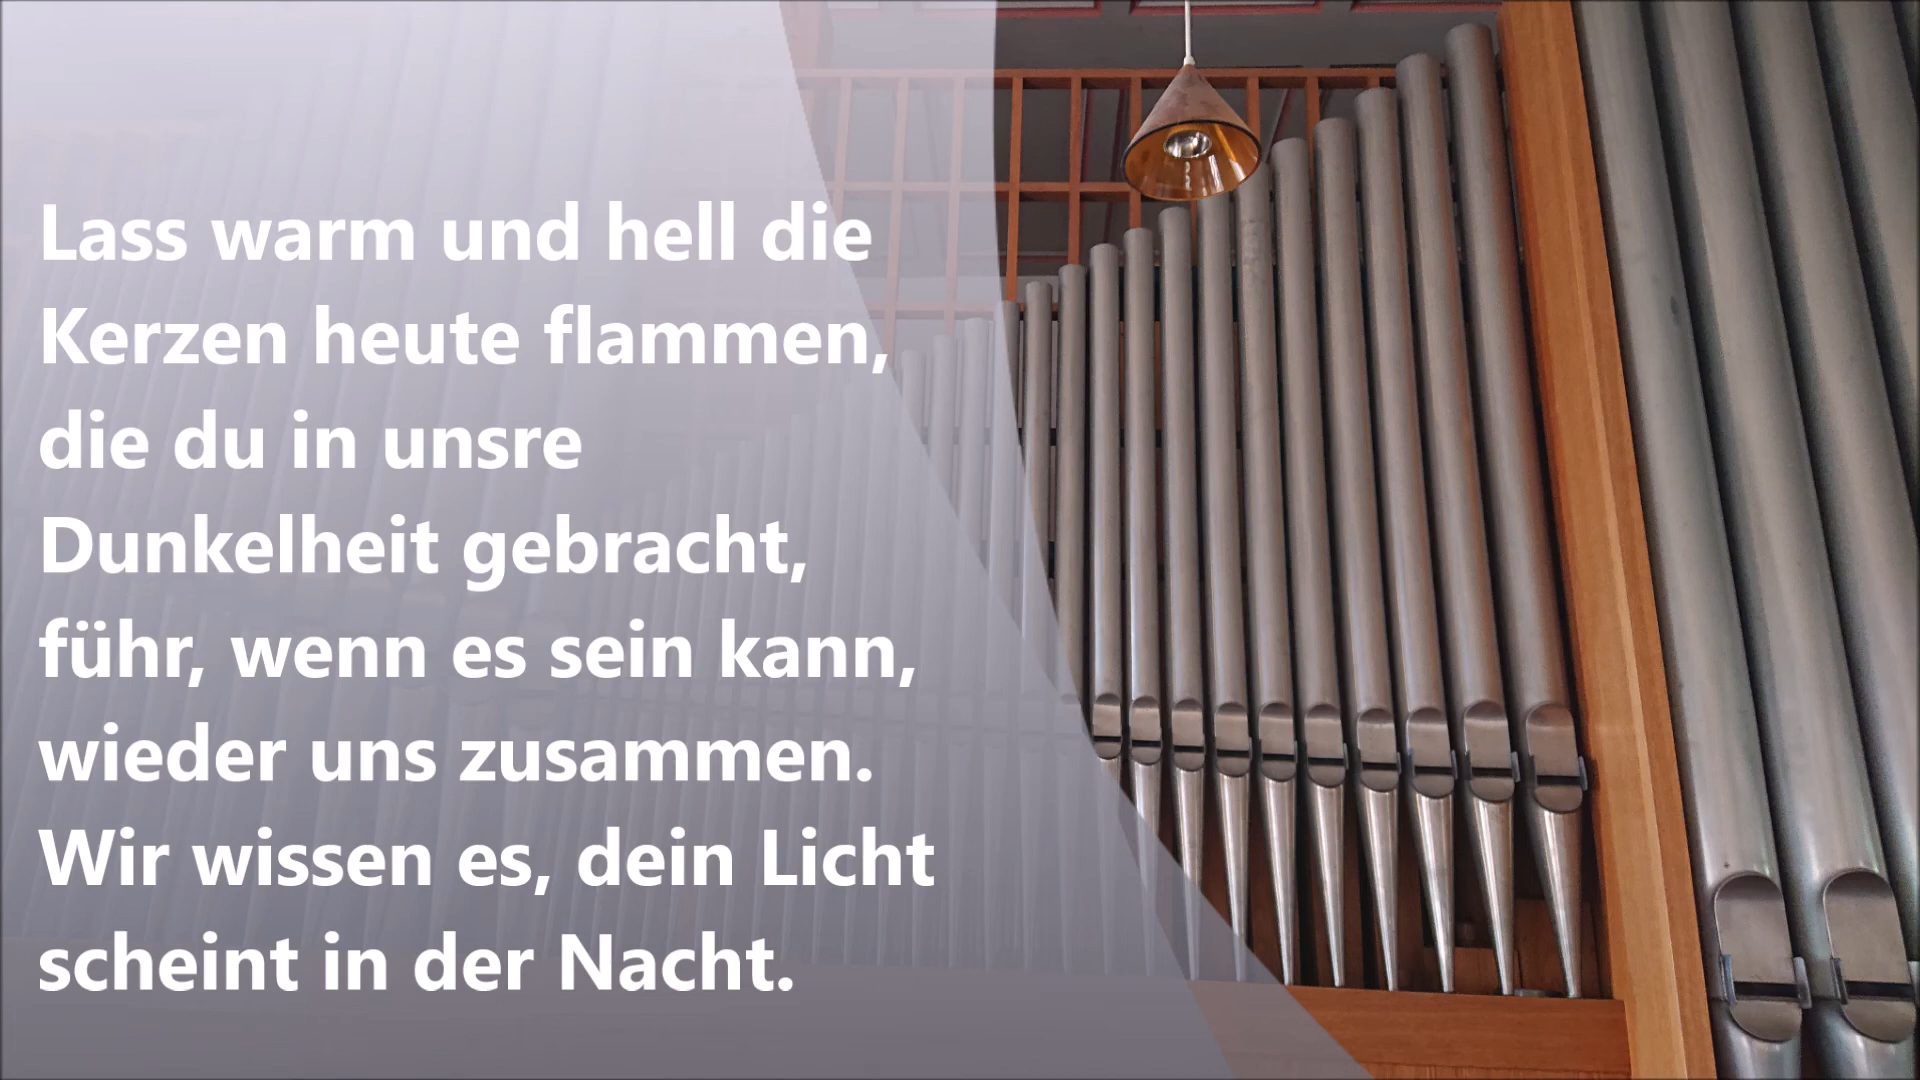 Lass warm und hell die
Kerzen heute flammen,
die du in unsre
Dunkelheit gebracht,
führ, wenn es sein kann,
wieder uns zusammen.
Wir wissen es, dein Licht
scheint in der Nacht.